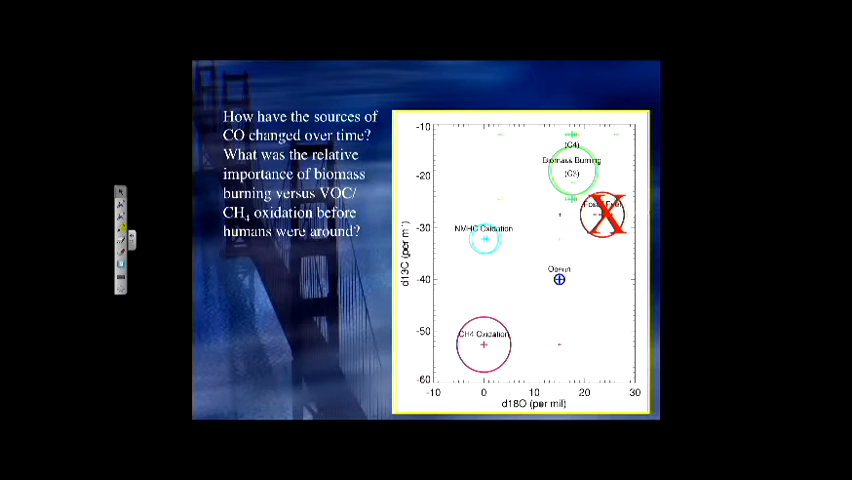 How have the sources of
CO changed over time?
What was the relative
importance of biomass
burning versus VOC/
CH4 oxidation before
humans were around?
-10
-20
-30
-40
-50
-60
d13C (per mil)
(C4)
Biomass Burning
(C3)
X
NMHC Oxidation
CH4 Oxidation
-10 0 10 20 30
d18O (per mil)